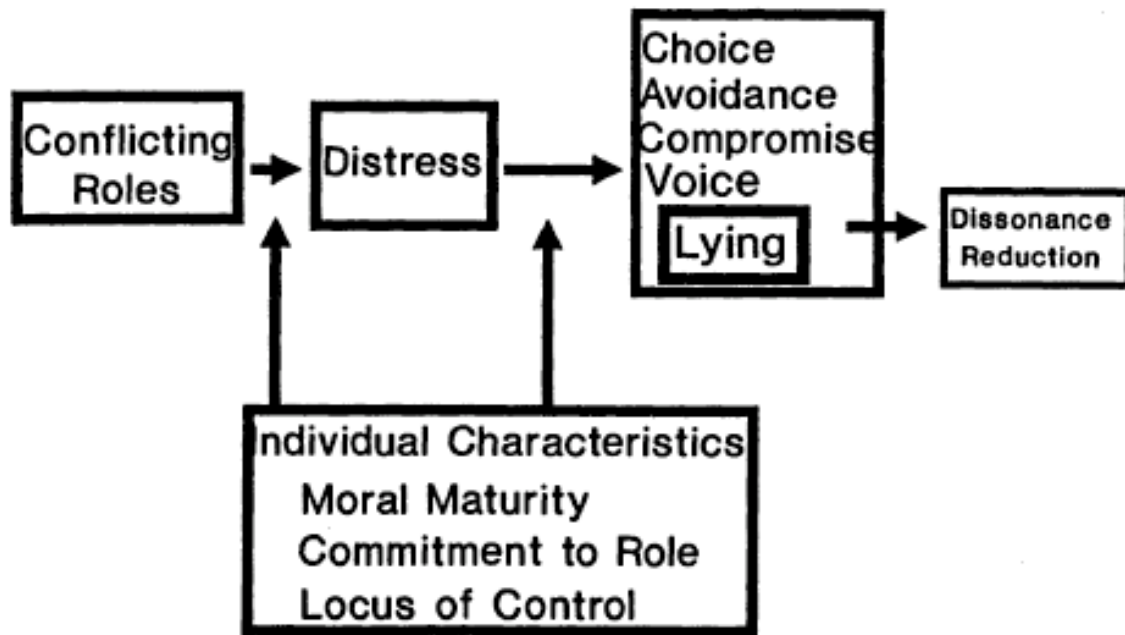 Conflicting
Roles
Distress
Choice
Avoidance
Compromise
Voice
Lying
Dissonance
Reduction
Individual Characteristics
Moral Maturity
Commitment to Role
Locus of Control